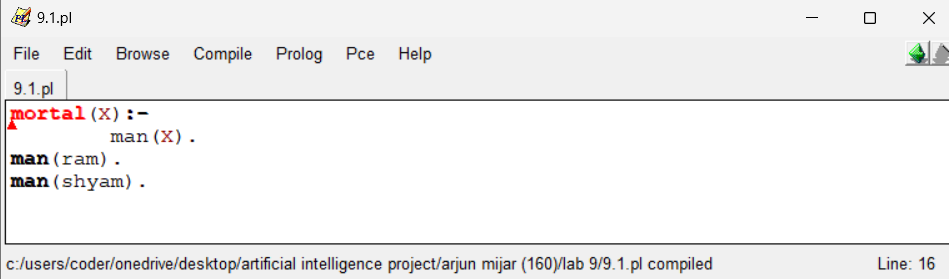 9.1.pl
File Edit Browse Compile Prolog Pce Help
9.1.pl
mortal(X):-
        man(X).
man(ram).
man(shyam).
c:/users/coder/onedrive/desktop/artificial intelligence project/arjun mijar (160)/lab 9/9.1.pl compiled Line: 16